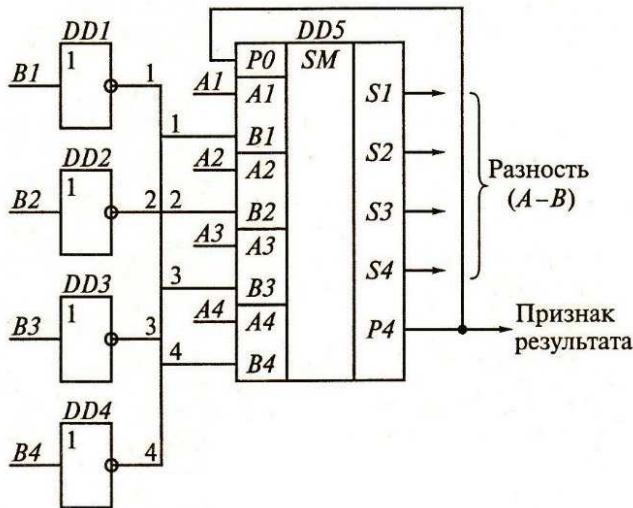 DD1
1
B1
1
DD2
1
B2
2
DD3
1
B3
3
DD4
1
B4
4
DD5
P0
SM
A1
A1
1
B1
A2
A2
2
B2
A3
A3
3
B3
A4
A4
4
B4
S1
S2
S3
S4
P4
Разность
(A–B)
Признак
результата